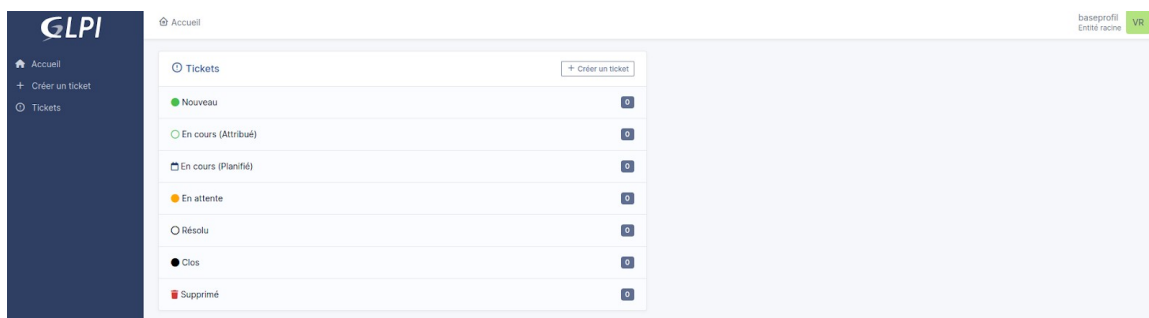 GLPI
Accueil
baseprofil
Entité racine
VR
Accueil
Créer un ticket
Tickets
Tickets
+ Créer un ticket
Nouveau 0
En cours (Attribué) 0
En cours (Planifié) 0
En attente 0
Résolu 0
Clos 0
Supprimé 0